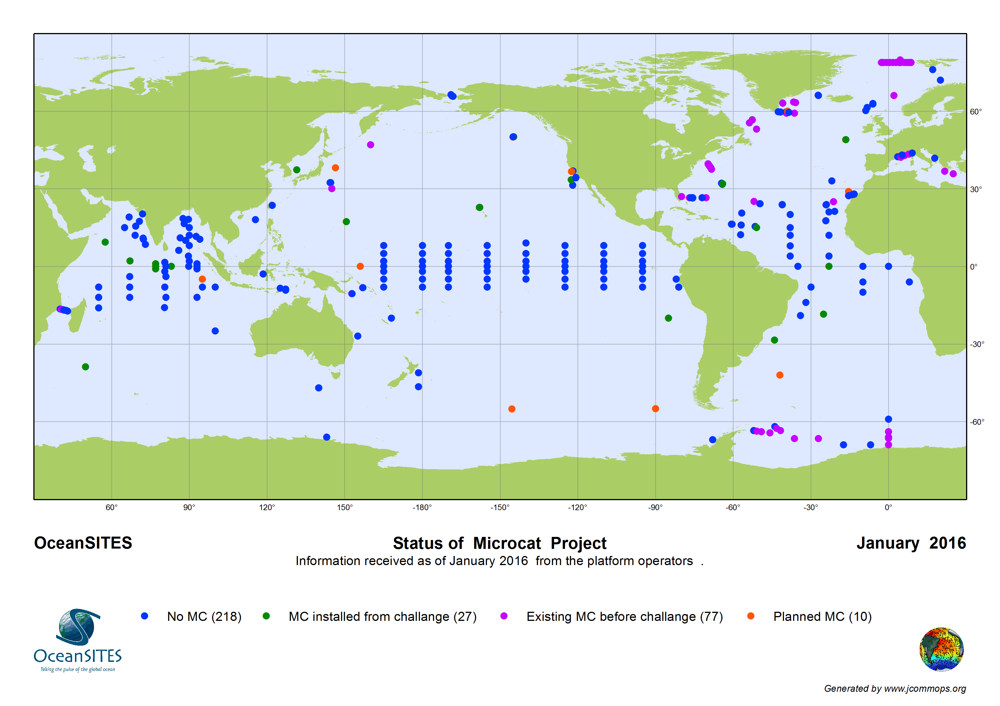 60°
30°
0°
-30°
-60°
60° 90° 120° 150° -180° -150° -120° -90° -60° -30° 0°
OceanSITES Status of Microcat Project January 2016
Information received as of January 2016 from the platform operators .
No MC (218) MC installed from challange (27) Existing MC before challange (77) Planned MC (10)
OceanSITES
Taking the pulse of the global ocean
Generated by www.jcommops.org